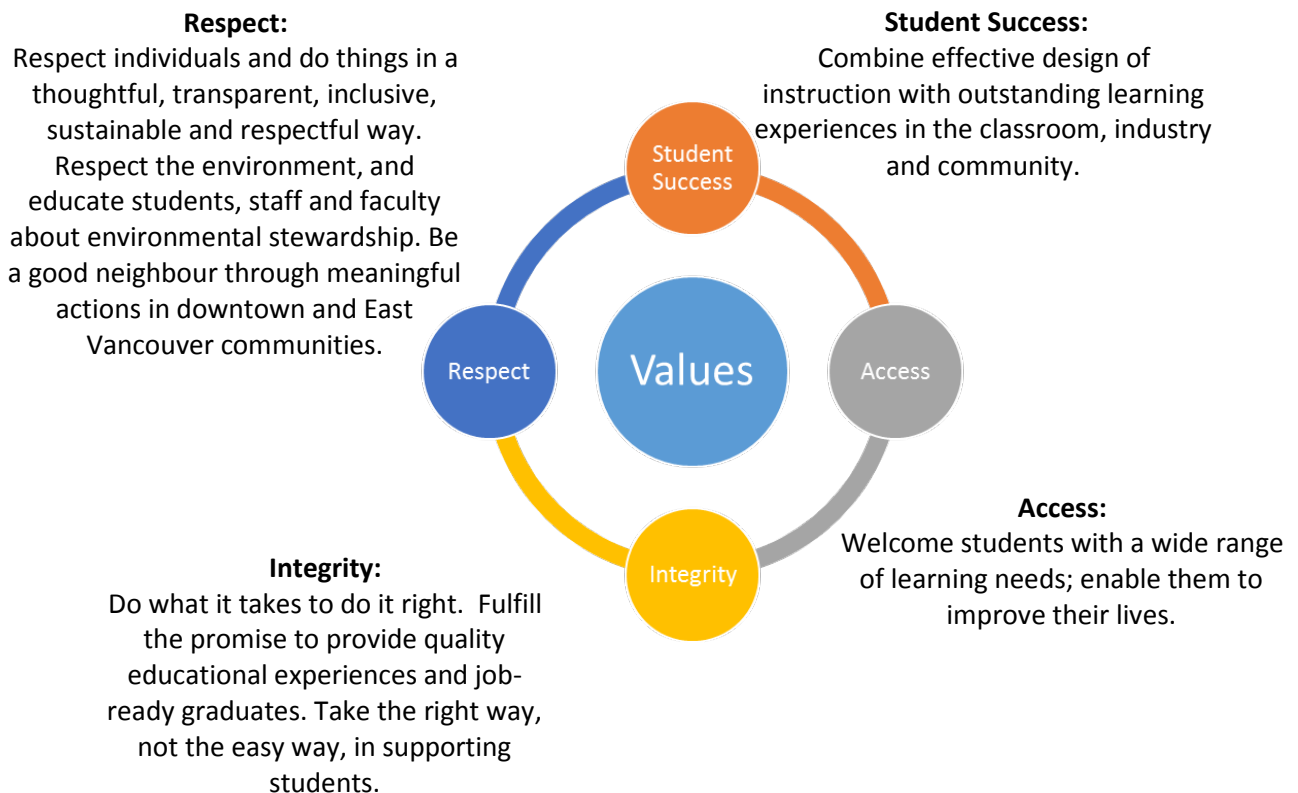 Respect:
Respect individuals and do things in a
thoughtful, transparent, inclusive,
sustainable and respectful way.
Respect the environment, and
educate students, staff and faculty
about environmental stewardship. Be
a good neighbour through meaningful
actions in downtown and East
Vancouver communities.
Student Success:
Combine effective design of
instruction with outstanding learning
experiences in the classroom, industry
and community.
Student
Success
Respect
Values
Access
Integrity
Access:
Welcome students with a wide range
of learning needs; enable them to
improve their lives.
Integrity:
Do what it takes to do it right.  Fulfill
the promise to provide quality
educational experiences and job-
ready graduates. Take the right way,
not the easy way, in supporting
students.